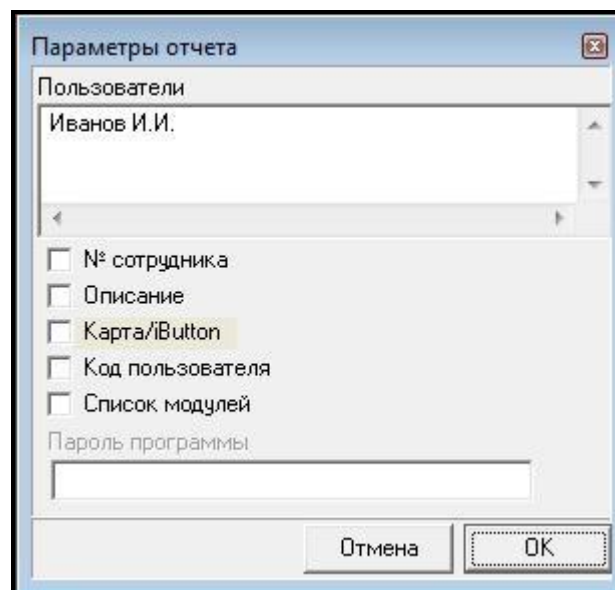 Параметры отчета
Пользователи
Иванов И.И.
№ сотрудника
Описание
Карта/iButton
Код пользователя
Список модулей
Пароль программы
Отмена
OK